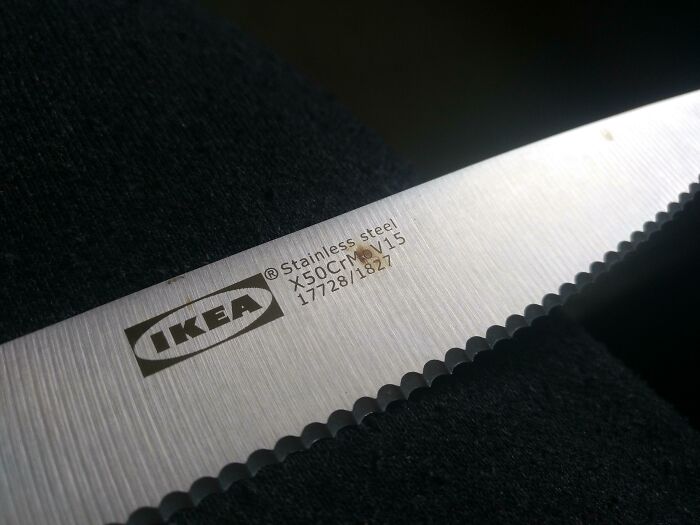 IKEA®
Stainless steel
X50CrMoV15
17728/1827